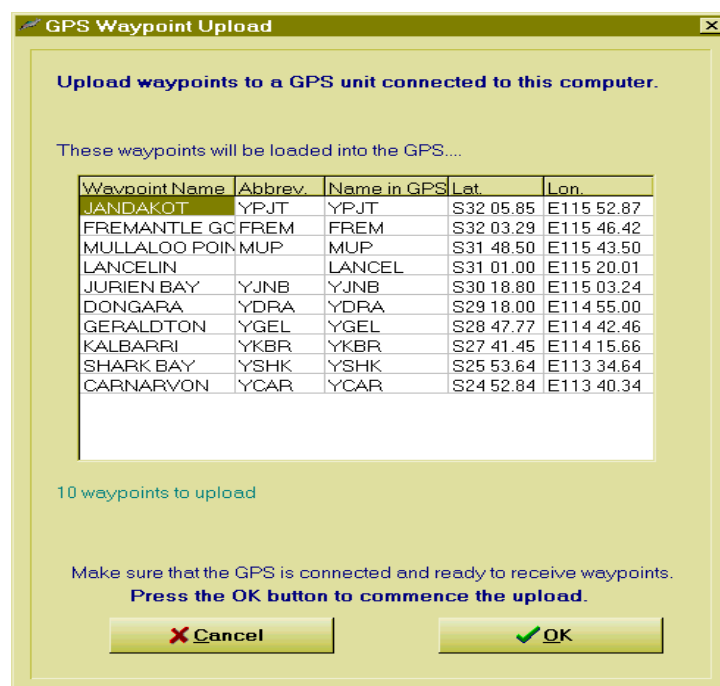 GPS Waypoint Upload
Upload waypoints to a GPS unit connected to this computer.
These waypoints will be loaded into the GPS....
Waypoint Name Abbrev. Name in GPS Lat. Lon.
JANDAKOT YPJT YPJT S32 05.85 E115 52.87
FREMANTLE GC FREM FREM S32 03.29 E115 46.42
MULLALOO POIN MUP MUP S31 48.50 E115 43.50
LANCELIN LANCEL S31 01.00 E115 20.01
JURIEN BAY YJNB YJNB S30 18.80 E115 03.24
DONGARA YDRA YDRA S29 18.00 E114 55.00
GERALDTON YGEL YGEL S28 47.77 E114 42.46
KALBARRI YKBR YKBR S27 41.45 E114 15.66
SHARK BAY YSHK YSHK S25 53.64 E113 34.64
CARNARVON YCAR YCAR S24 52.84 E113 40.34
10 waypoints to upload
Make sure that the GPS is connected and ready to receive waypoints.
Press the OK button to commence the upload.
Cancel OK